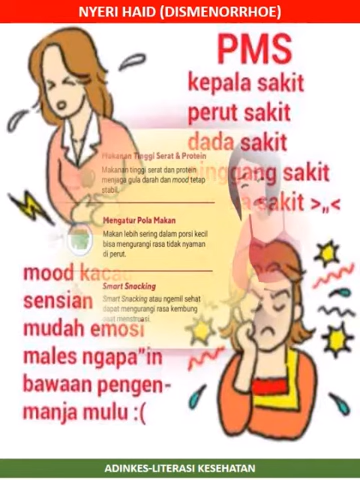 NYERI HAID (DISMENORRHOE)
PMS
kepala sakit
perut sakit
dada sakit
inggang sakit
sakit >,,<
Makanan Tinggi Serat & Protein
Makanan tinggi serat dan protein
menjaga gula darah dan mood tetap
stabil.
Mengatur Pola Makan
Makan lebih sering dalam porsi kecil
bisa mengurangi rasa tidak nyaman
di perut.
Smart Snacking
Smart Snacking atau ngemil sehat
dapat mengurangi rasa kembung
saat menstruasi.
mood kacau
sensian
mudah emosi
males ngapa"in
bawaan pengen-
manja mulu :(
ADINKES-LITERASI KESEHATAN